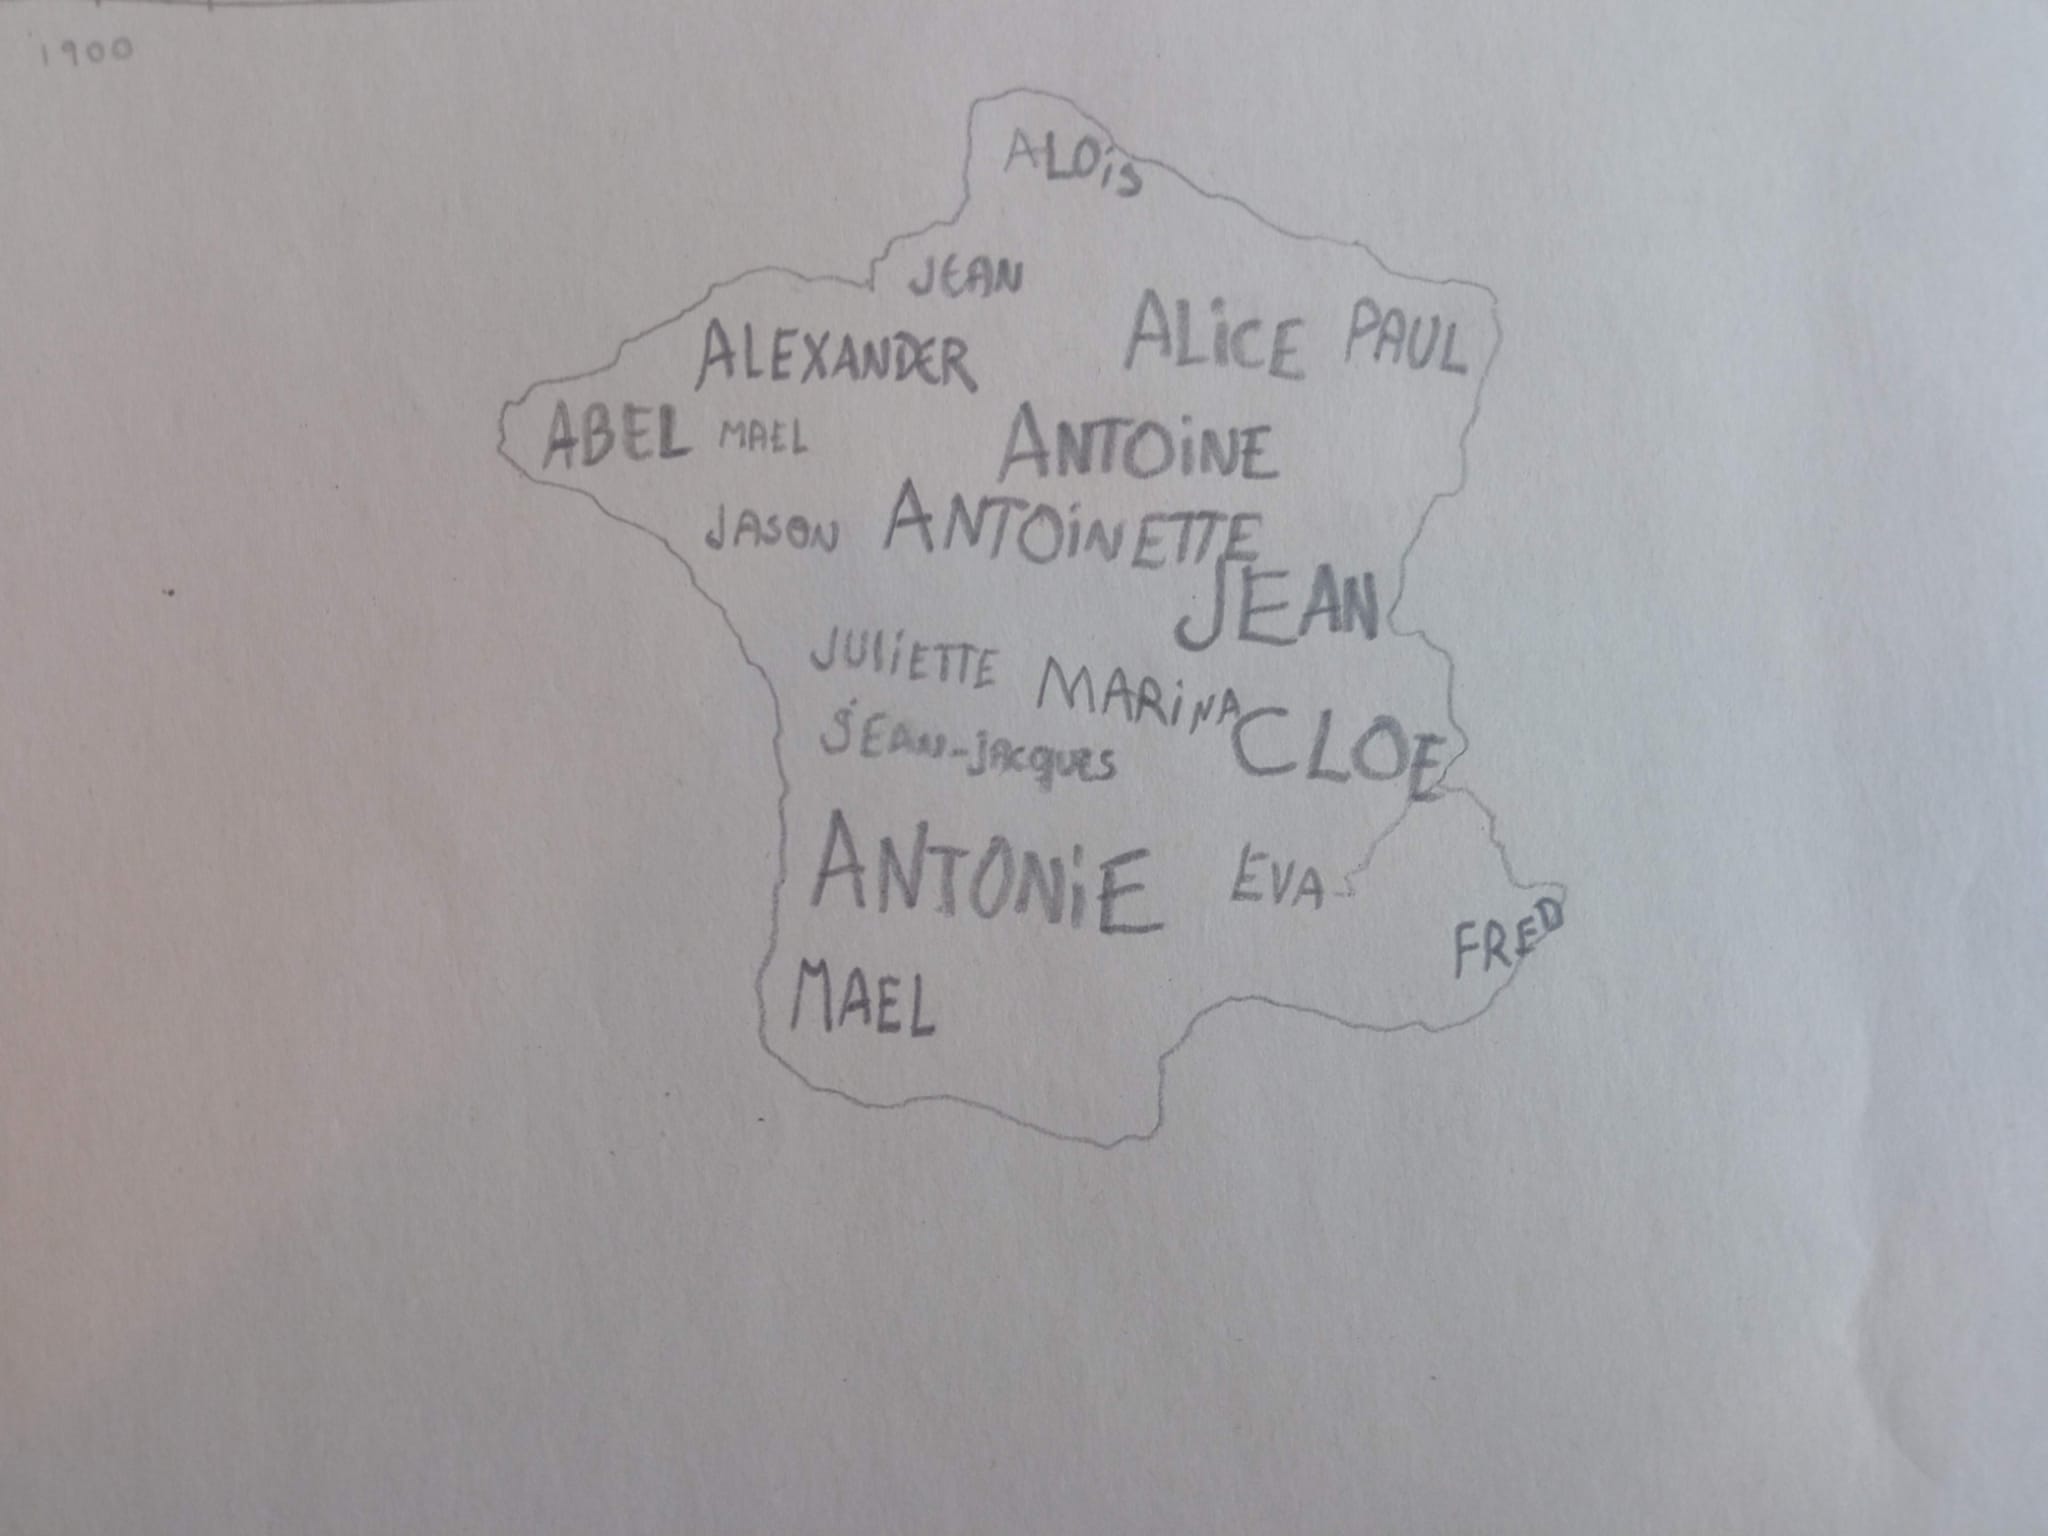 1900
ALOiS
JEAN
ALiCE PAUL
ALEXANDER
ABEL MAEL ANTOiNE
JASON ANTOiNETTE
JEAN
JULiETTE MARiNA
JEAN-JACQUES CLOE
ANTONiE EVA
FRED
MAEL